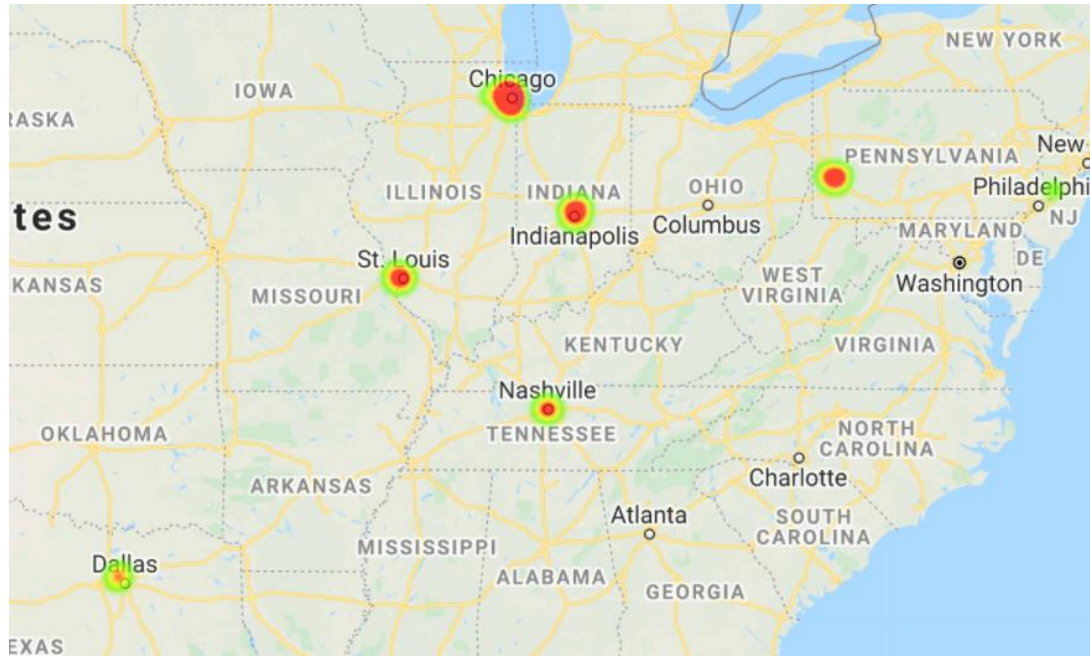 NEW YORK
Chicago
IOWA
RASKA
New
PENNSYLVANIA
ILLINOIS
INDIANA
OHIO
Philadelphi
tes
Indianapolis
Columbus
NJ
MARYLAND
St. Louis
DE
KANSAS
MISSOURI
WEST
VIRGINIA
Washington
KENTUCKY
VIRGINIA
Nashville
OKLAHOMA
TENNESSEE
NORTH
CAROLINA
ARKANSAS
Charlotte
Atlanta
SOUTH
CAROLINA
MISSISSIPPI
Dallas
ALABAMA
GEORGIA
EXAS